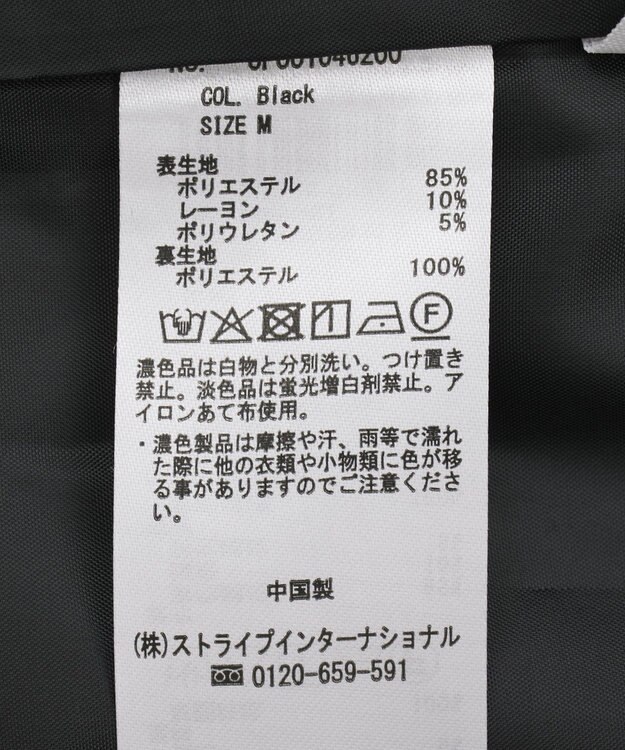 COL. Black
SIZE M
表生地
ポリエステル 85%
レーヨン 10%
ポリウレタン 5%
裏生地
ポリエステル 100%
F
濃色品は白物と分別洗い。つけ置き
禁止。淡色品は蛍光増白剤禁止。ア
イロンあて布使用。
・濃色製品は摩擦や汗、雨等で濡れ
た際に他の衣類や小物類に色が移
る事がありますのでご注意くださ
い。
中国製
(株)ストライプインターナショナル
0120-659-591